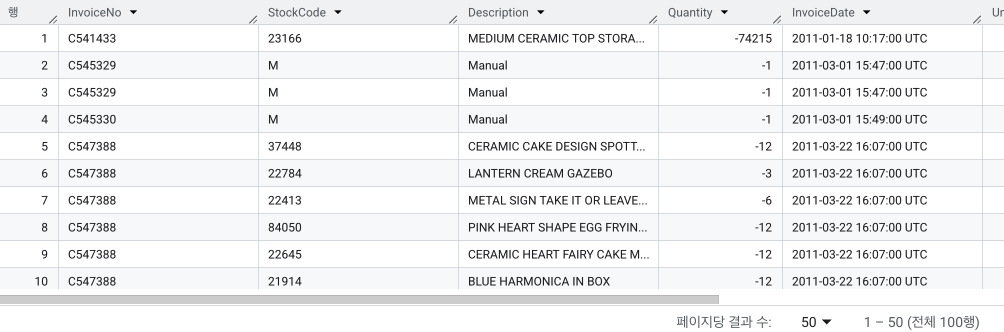 행 InvoiceNo StockCode Description Quantity InvoiceDate Ur
1 C541433 23166 MEDIUM CERAMIC TOP STORA... -74215 2011-01-18 10:17:00 UTC
2 C545329 M Manual -1 2011-03-01 15:47:00 UTC
3 C545329 M Manual -1 2011-03-01 15:47:00 UTC
4 C545330 M Manual -1 2011-03-01 15:49:00 UTC
5 C547388 37448 CERAMIC CAKE DESIGN SPOTT... -12 2011-03-22 16:07:00 UTC
6 C547388 22784 LANTERN CREAM GAZEBO -3 2011-03-22 16:07:00 UTC
7 C547388 22413 METAL SIGN TAKE IT OR LEAVE... -6 2011-03-22 16:07:00 UTC
8 C547388 84050 PINK HEART SHAPE EGG FRYIN... -12 2011-03-22 16:07:00 UTC
9 C547388 22645 CERAMIC HEART FAIRY CAKE M... -12 2011-03-22 16:07:00 UTC
10 C547388 21914 BLUE HARMONICA IN BOX -12 2011-03-22 16:07:00 UTC
페이지당 결과 수: 50 1 – 50 (전체 100행)